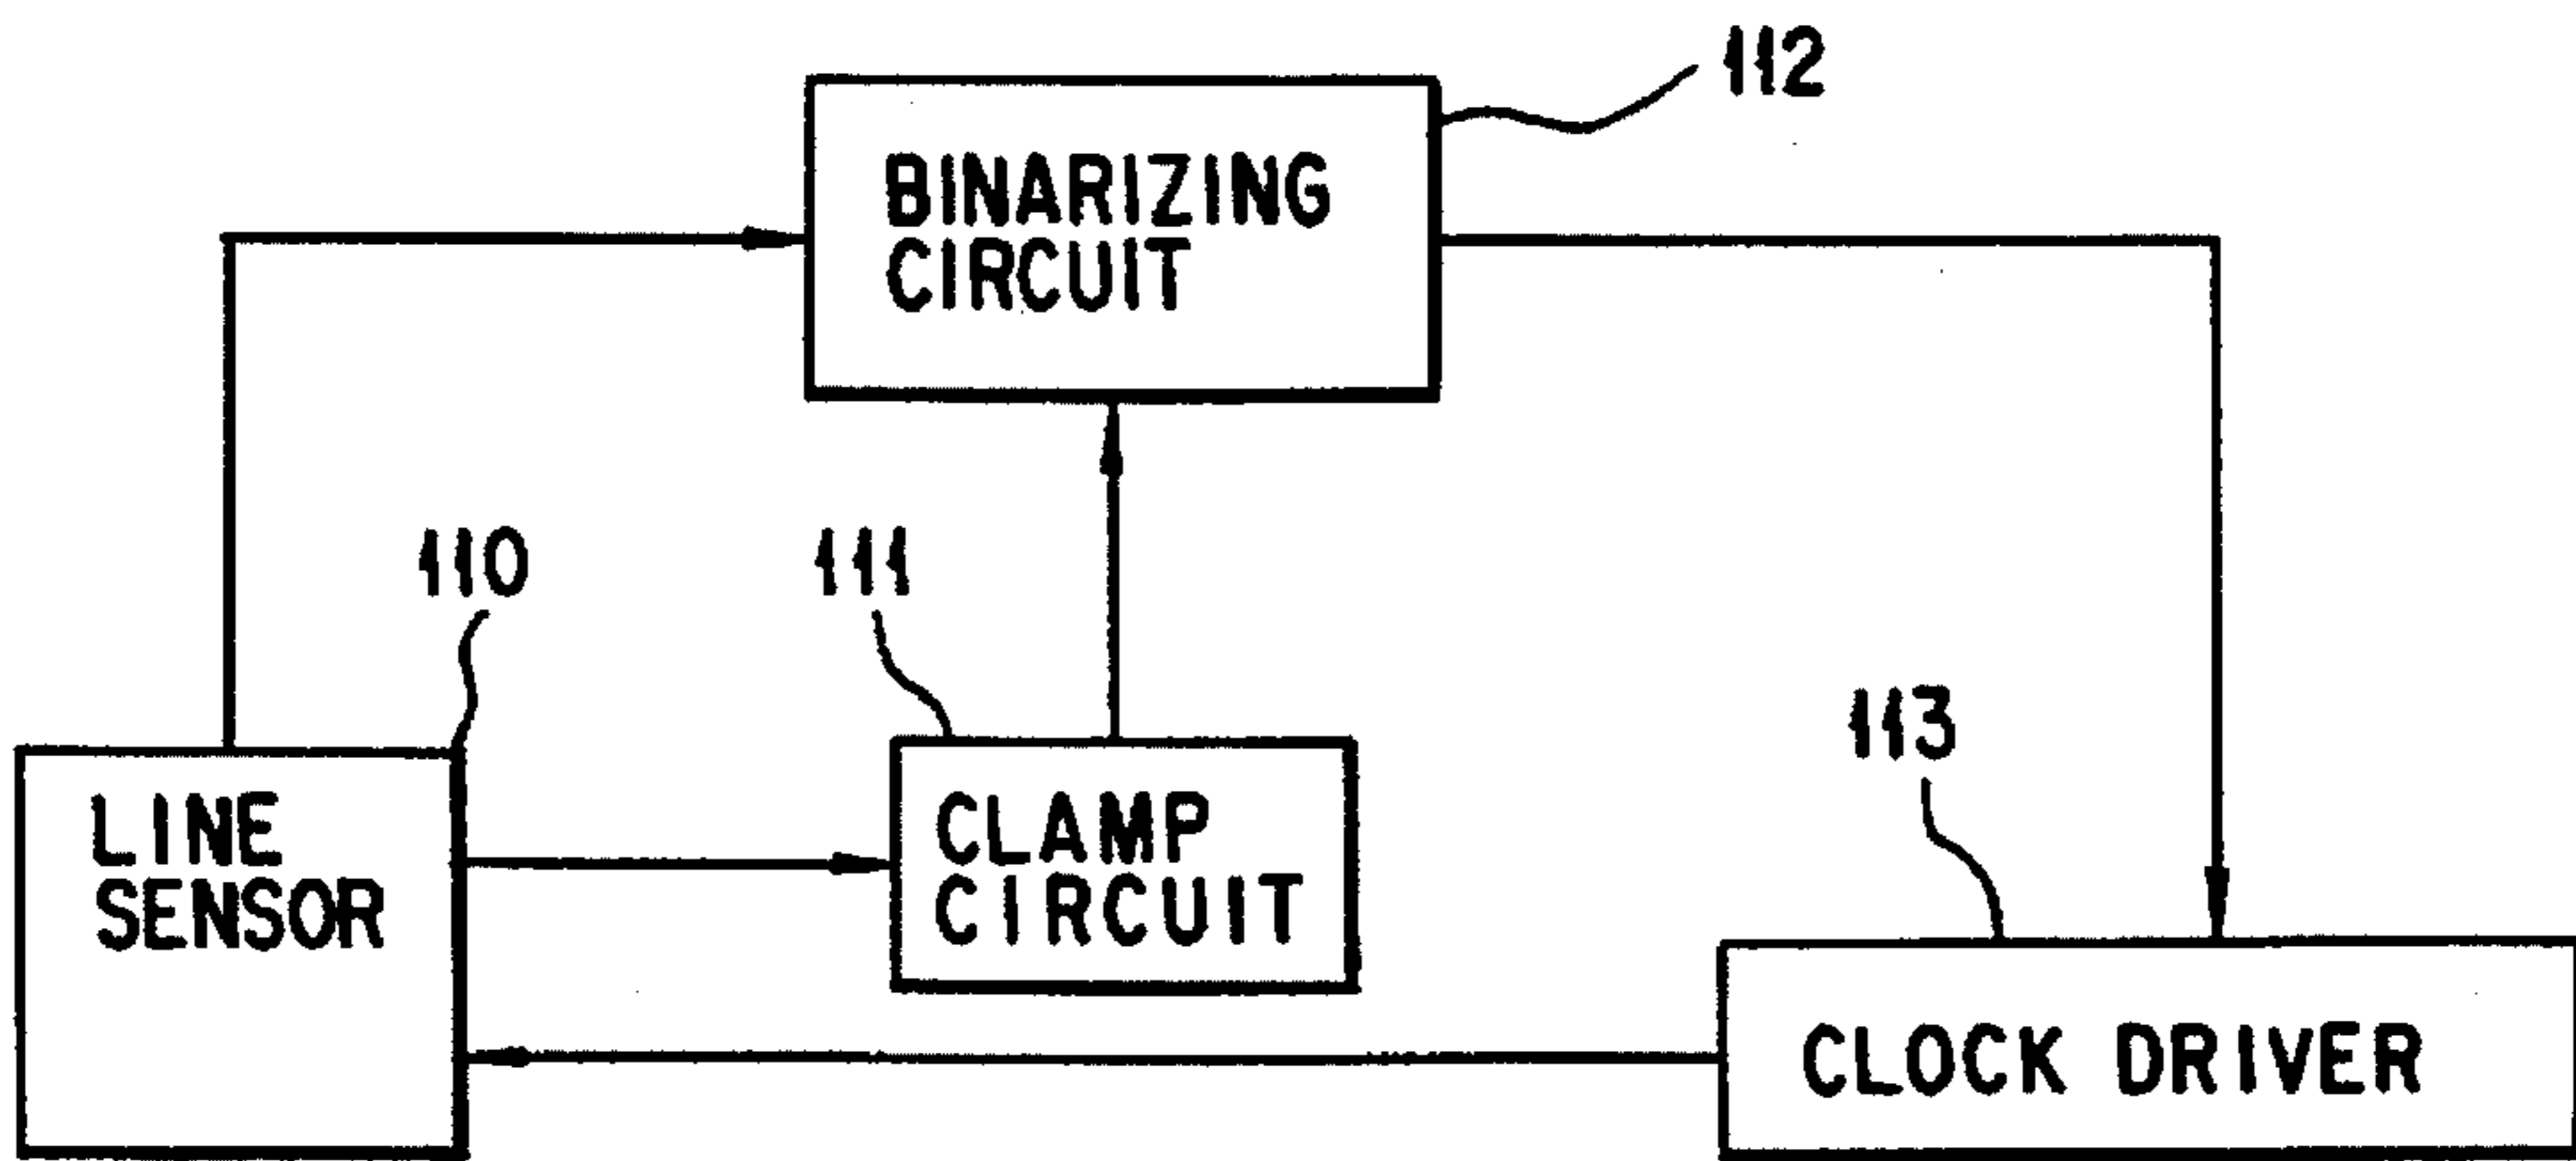 112
BINARIZING
CIRCUIT
110
111
113
LINE
SENSOR
CLAMP
CIRCUIT
CLOCK DRIVER